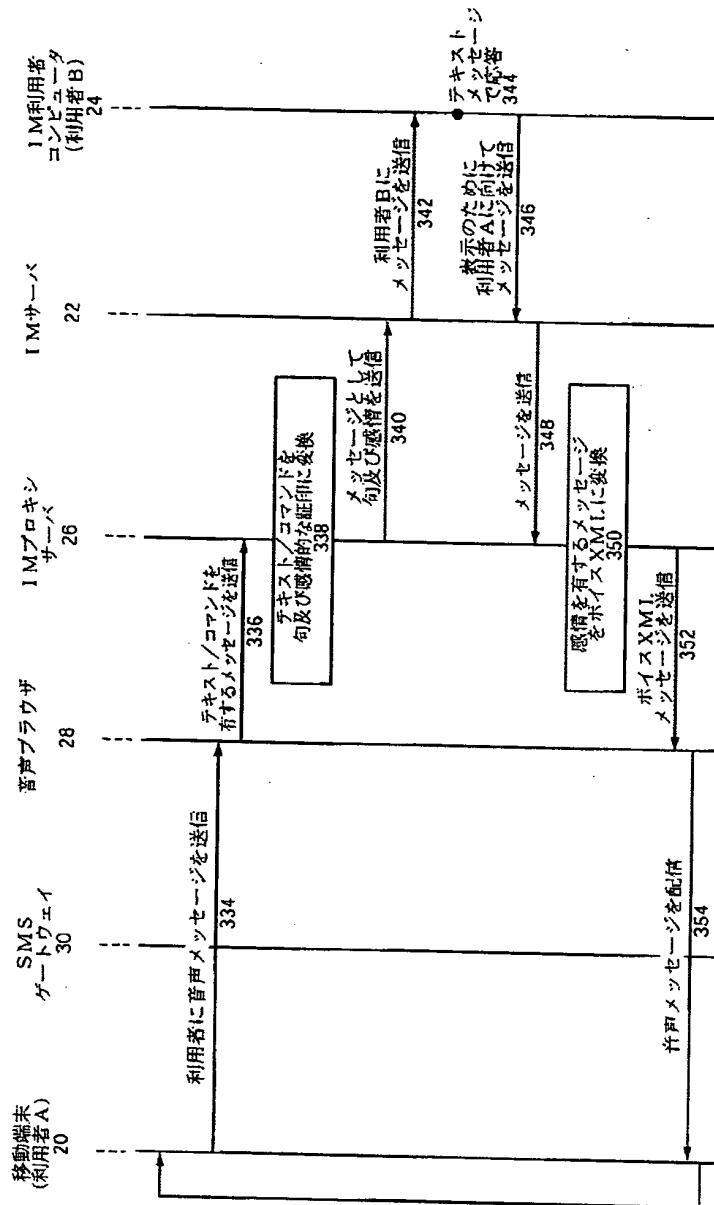 移動端末
(利用者A)
20
SMS
ゲートウェイ
30
音声ブラウザ
28
IMプロキシ
サーバ
26
IMサーバ
22
IM利用者
コンピュータ
(利用者B)
24
利用者に音声メッセージを送信
334
テキスト/コマンドを
有するメッセージを送信
336
テキスト/コマンドを
句及び感情的な証印に変換
338
メッセージとして
句及び感情を送信
340
利用者Bに
メッセージを送信
342
テキスト
メッセージ
で応答
344
表示のために
利用者Aに向けて
メッセージを送信
346
メッセージを送信
348
感情を有するメッセージ
をボイスXMLに変換
350
ボイスXML
メッセージを送信
352
音声メッセージを配信
354